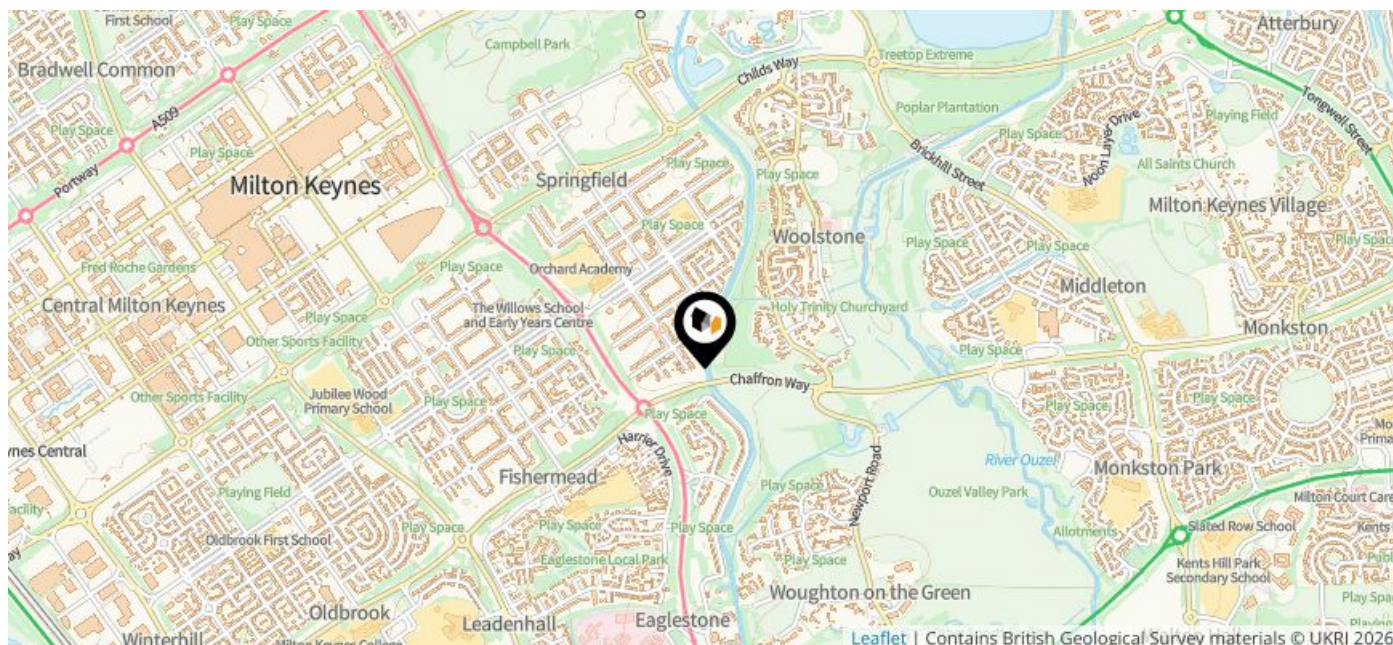 First School
Play Space
Campbell Park
Atterbury
Bradwell Common
Childs Way
Treetop Extreme
Tongwell Street
A509
Play Space
Play Space
Poplar Plantation
Play Space
Playing Field
Noon Layer Drive
Portway
Milton Keynes
Springfield
Play Space
Play Space
Brickhill Street
All Saints Church
Milton Keynes Village
Play Space
Woolstone
Play Space
Play Space
Fred Roche Gardens
Play Space
Orchard Academy
Middleton
Central Milton Keynes
Play Space
The Willows School
and Early Years Centre
Holy Trinity Churchyard
Monkston
Other Sports Facility
Play Space
Play Space
Chaffron Way
Other Sports Facility
Jubilee Wood
Primary School
Play Space
Play Space
Play Space
Play Space
Harrier Drive
River Ouzel
Monkston Park
Fishermead
Newport Road
Play Space
Ouzel Valley Park
Milton Court Care
Playing Field
Play Space
Play Space
Play Space
Allotments
Slated Row School
Oldbrook First School
Eaglestone Local Park
Play Space
Kents Hill Park
Secondary School
Woughton on the Green
Oldbrook
Leadenhall
Eaglestone
Winterhill
Milton Keynes College
Leaflet | Contains British Geological Survey materials © UKRI 2026